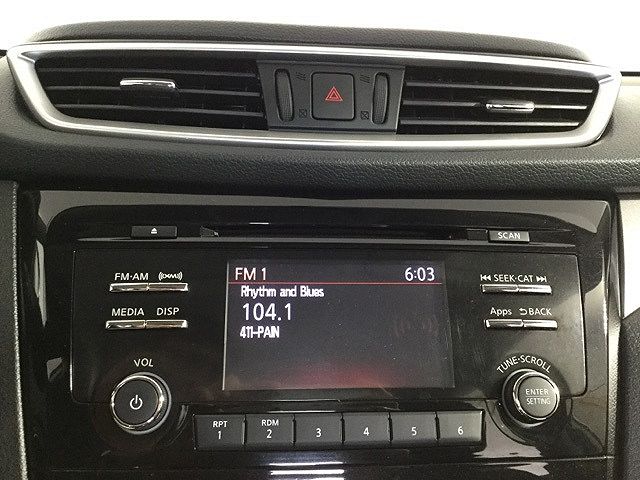 SCAN
FM·AM
SEEK·CAT
MEDIA DISP
Apps BACK
FM 1 6:03
Rhythm and Blues
104.1
411-PAIN
VOL
TUNE·SCROLL
ENTER
SETTING
RPT
1
RDM
2
3
4
5
6